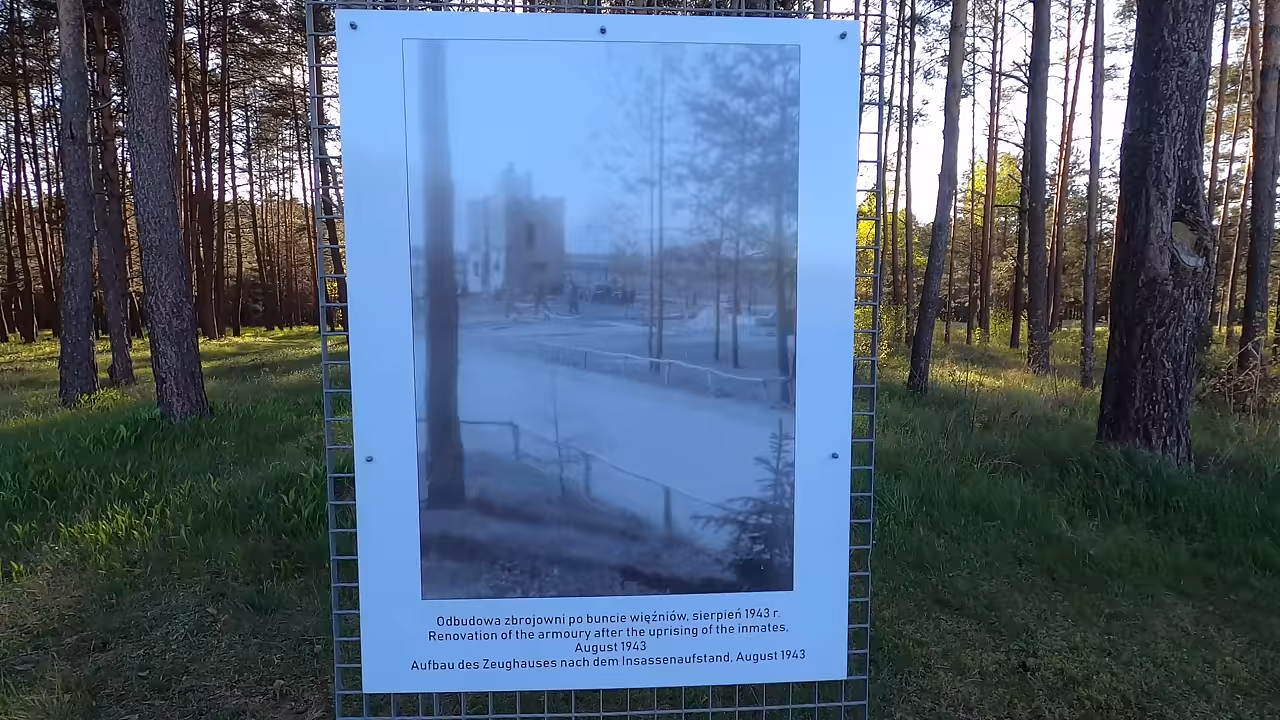 Odbudowa zbrojowni po buncie więźniów, sierpień 1943 r.
Renovation of the armoury after the uprising of the inmates,
August 1943
Aufbau des Zeughauses nach dem Insassenaufstand, August 1943